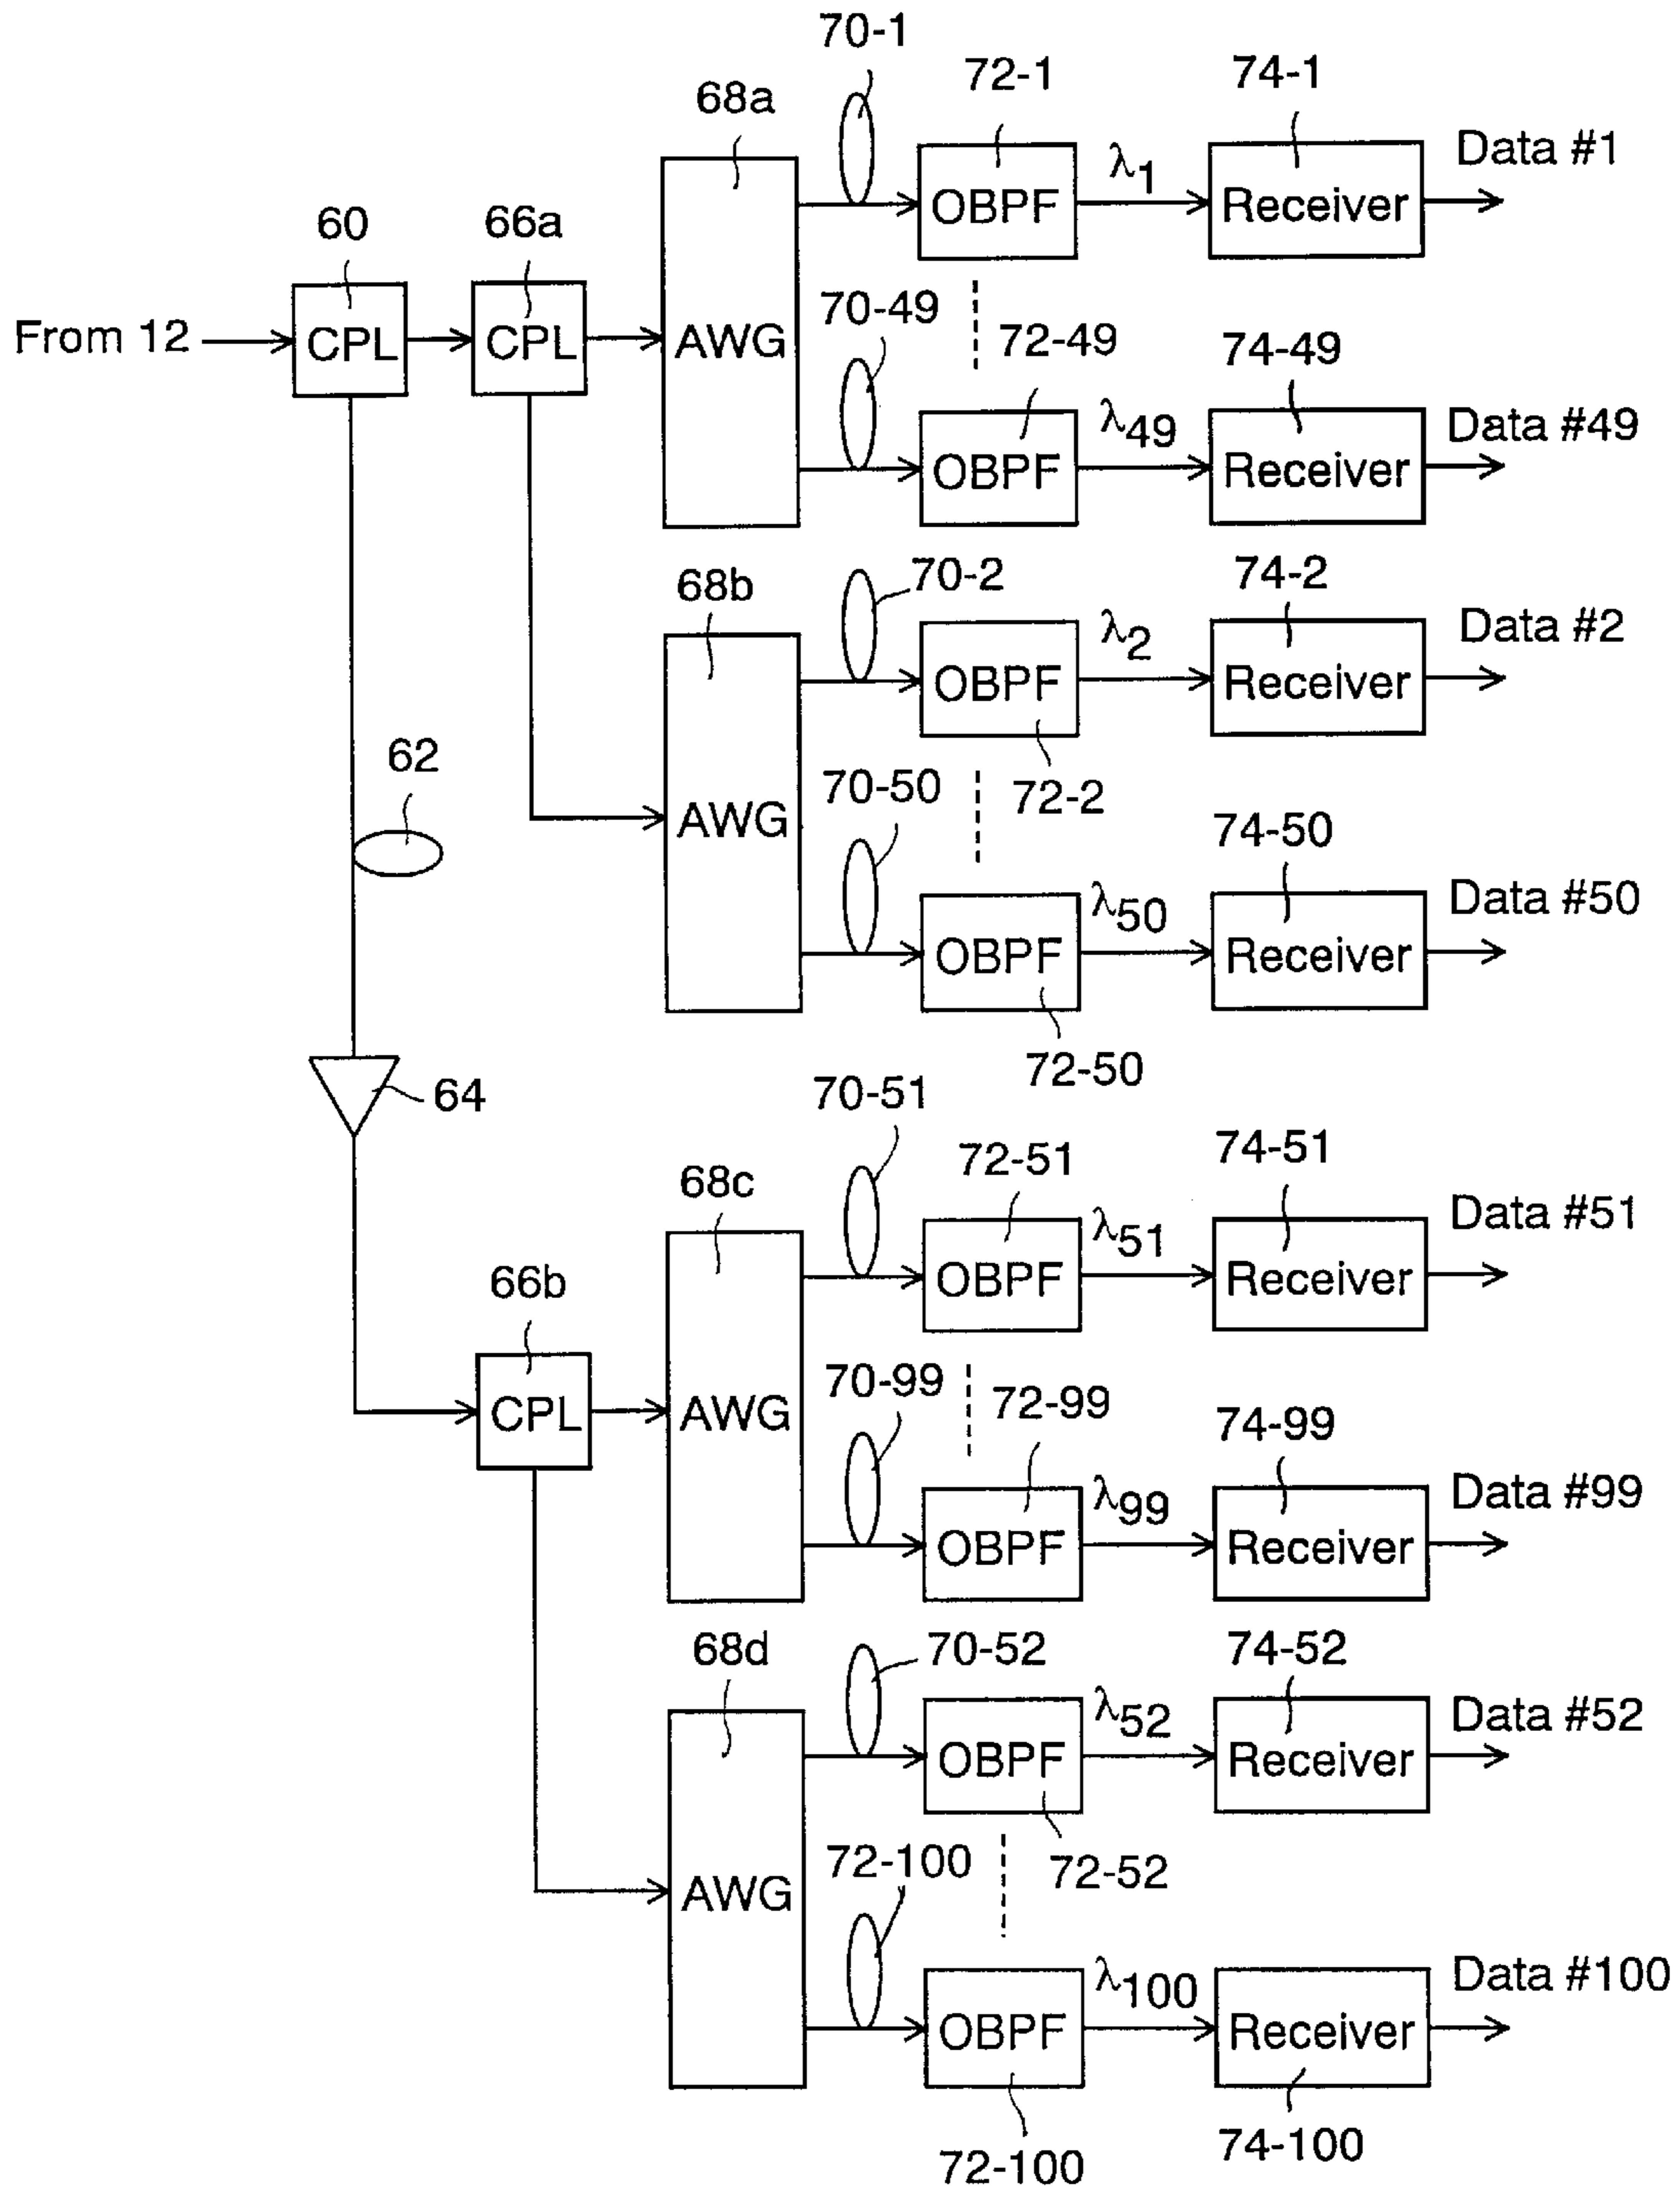 70-1
72-1
74-1
68a
λ1
Data #1
OBPF
Receiver
60
66a
From 12
CPL
CPL
AWG
70-49
72-49
74-49
λ49
Data #49
OBPF
Receiver
68b
70-2
74-2
λ2
Data #2
OBPF
Receiver
72-2
62
70-50
AWG
74-50
λ50
Data #50
OBPF
Receiver
72-50
64
70-51
72-51
74-51
68c
λ51
Data #51
OBPF
Receiver
66b
CPL
AWG
70-99
72-99
74-99
λ99
Data #99
OBPF
Receiver
68d
70-52
74-52
λ52
Data #52
OBPF
Receiver
72-52
72-100
AWG
λ100
Data #100
OBPF
Receiver
72-100
74-100